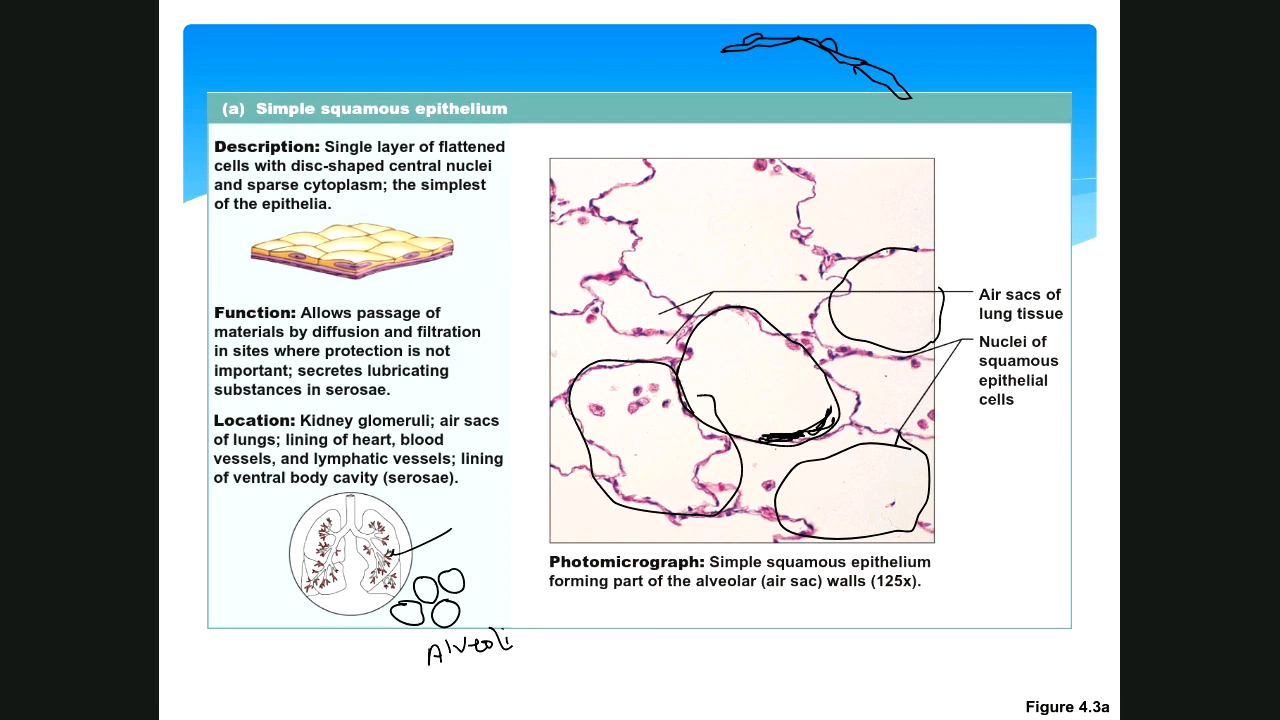 (a) Simple squamous epithelium
Description: Single layer of flattened
cells with disc-shaped central nuclei
and sparse cytoplasm; the simplest
of the epithelia.
Function: Allows passage of
materials by diffusion and filtration
in sites where protection is not
important; secretes lubricating
substances in serosae.
Location: Kidney glomeruli; air sacs
of lungs; lining of heart, blood
vessels, and lymphatic vessels; lining
of ventral body cavity (serosae).
Alveoli
Air sacs of
lung tissue
Nuclei of
squamous
epithelial
cells
Photomicrograph: Simple squamous epithelium
forming part of the alveolar (air sac) walls (125x).
Figure 4.3a